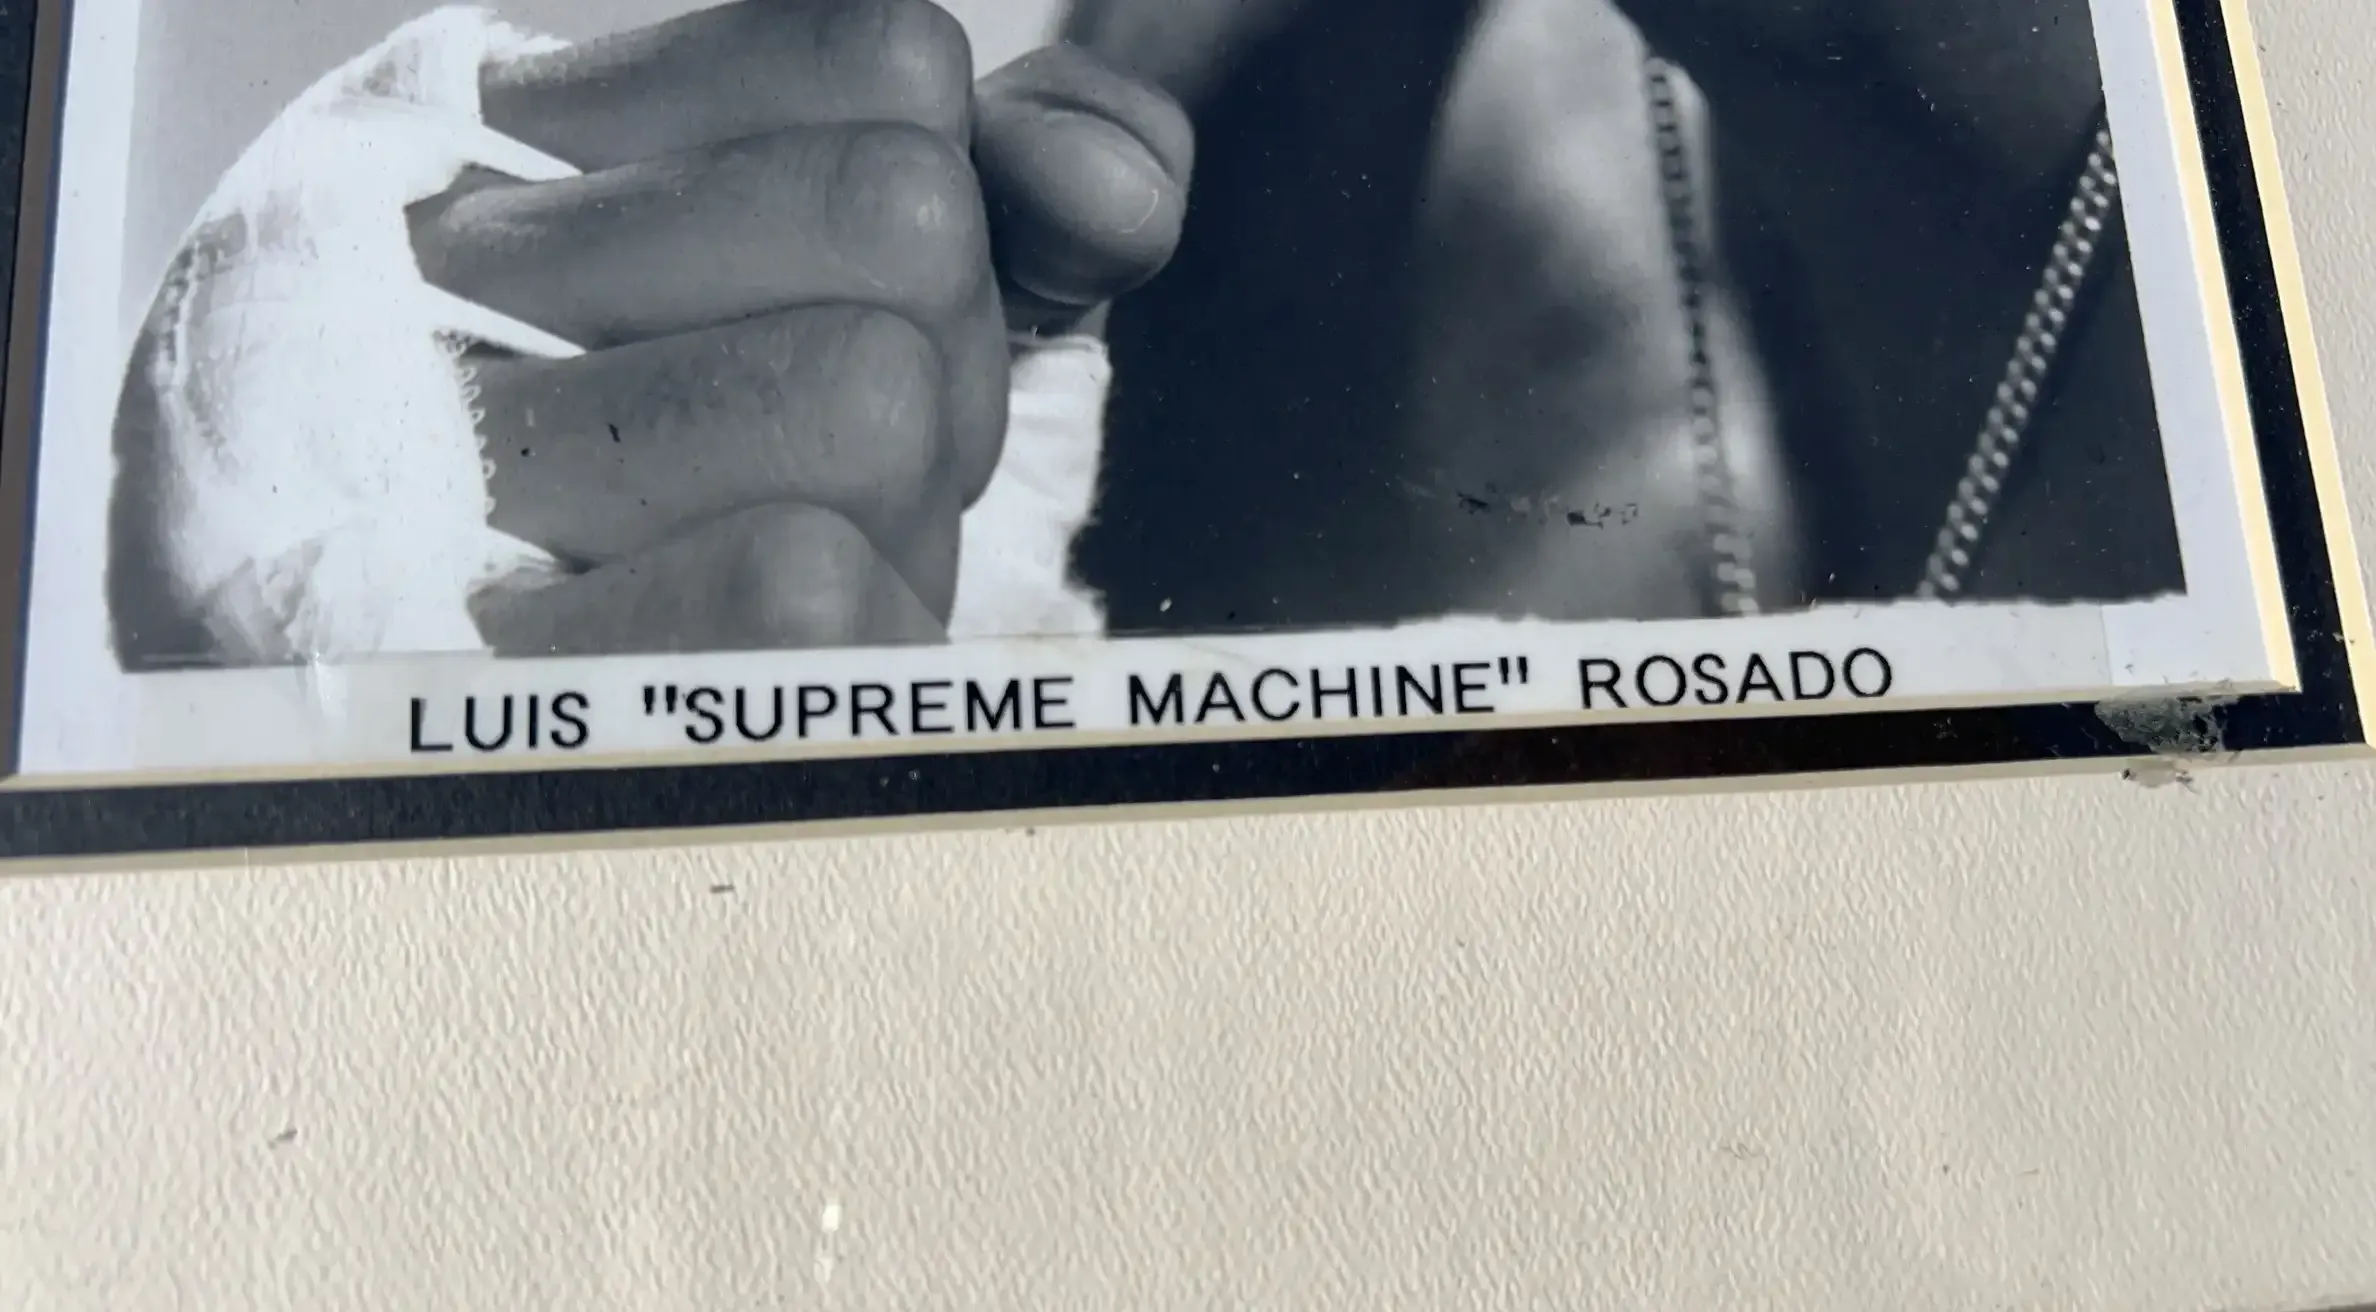 LUIS "SUPREME MACHINE" ROSADO